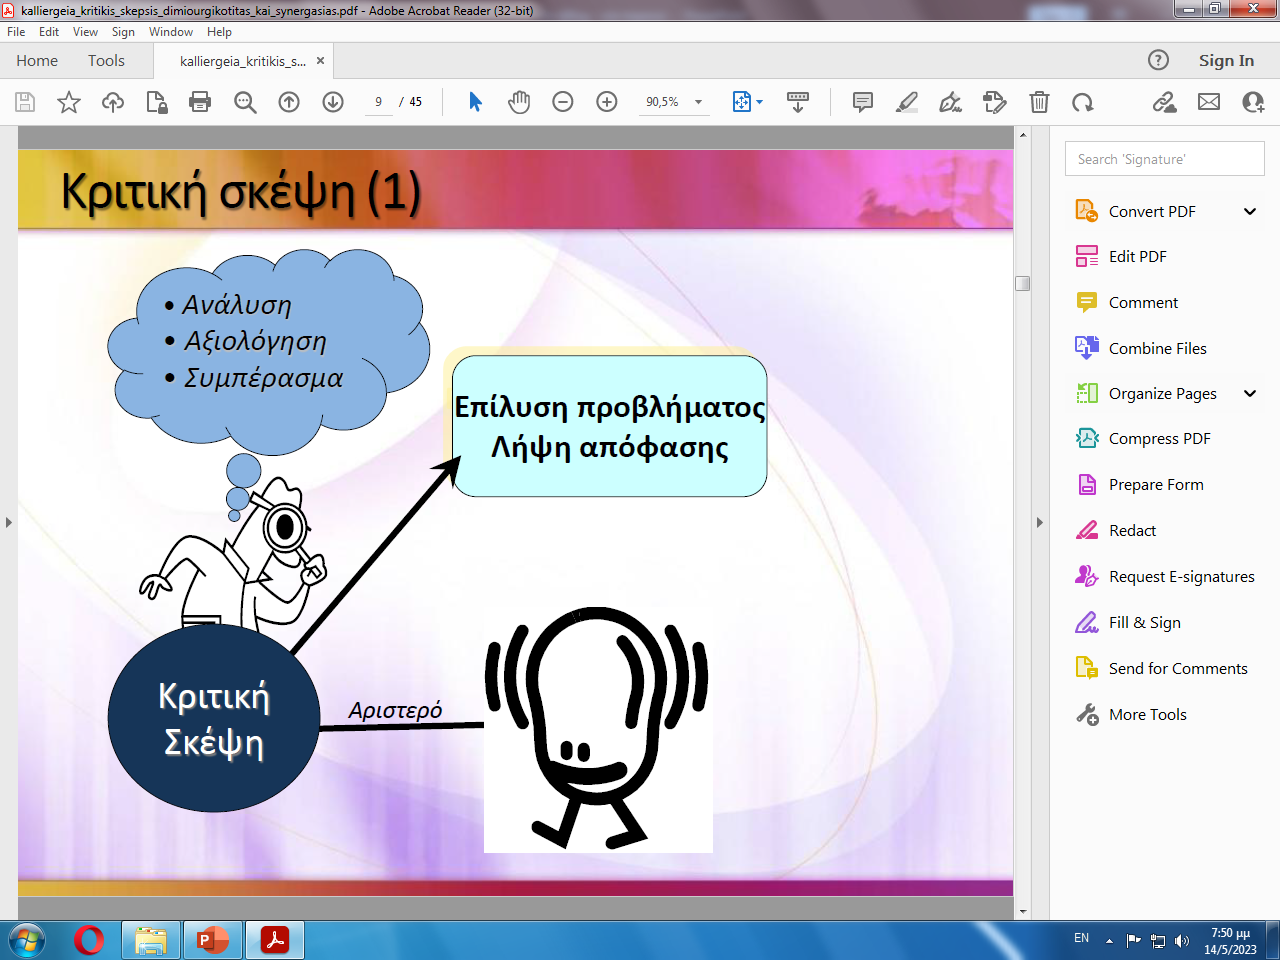 kalliergeia_kritikis_skepsis_dimiourgikotitas_kai_synergasias.pdf - Adobe Acrobat Reader (32-bit)
File Edit View Sign Window Help
Home Tools kalliergeia_kritikis_s... × Sign In
9 / 45 90,5%
Κριτική σκέψη (1)
• Ανάλυση
• Αξιολόγηση
• Συμπέρασμα
Επίλυση προβλήματος
Λήψη απόφασης
Κριτική
Σκέψη
Αριστερό
Search 'Signature'
Convert PDF
Edit PDF
Comment
Combine Files
Organize Pages
Compress PDF
Prepare Form
Redact
Request E-signatures
Fill & Sign
Send for Comments
More Tools
EN
7:50 μμ
14/5/2023